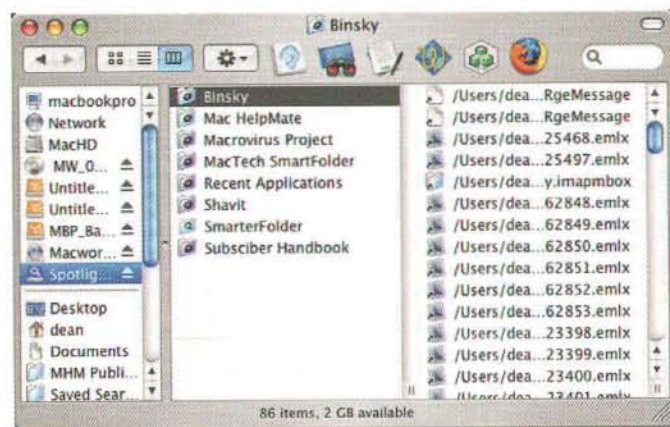 Binsky
macbookpro
Network
MacHD
MW_0...
Untitle...
Untitle...
MBP_Ba...
Macwor...
Spotlig...
Desktop
dean
Documents
MHM Publi...
Saved Sear...
Binsky
Mac HelpMate
Macrovirus Project
MacTech SmartFolder
Recent Applications
Shavit
SmarterFolder
Subsciber Handbook
/Users/dea...RgeMessage
/Users/dea...RgeMessage
/Users/dea...25468.emlx
/Users/dea...25497.emlx
/Users/dea...y.imapmbox
/Users/dea...62848.emlx
/Users/dea...62849.emlx
/Users/dea...62850.emlx
/Users/dea...62851.emlx
/Users/dea...62852.emlx
/Users/dea...62853.emlx
/Users/dea...23398.emlx
/Users/dea...23399.emlx
/Users/dea...23400.emlx
/Users/dea...23401.emlx
86 items, 2 GB available